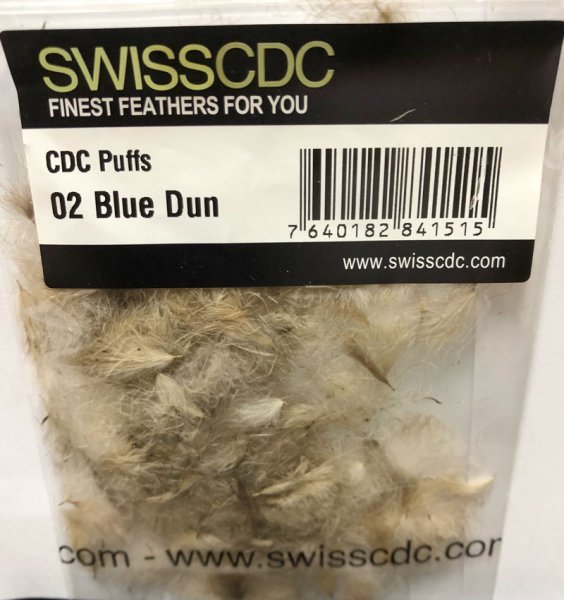 SWISSCDC
FINEST FEATHERS FOR YOU
CDC Puffs
02 Blue Dun
7 640182 841515
www.swisscdc.com
.com - www.swisscdc.cor